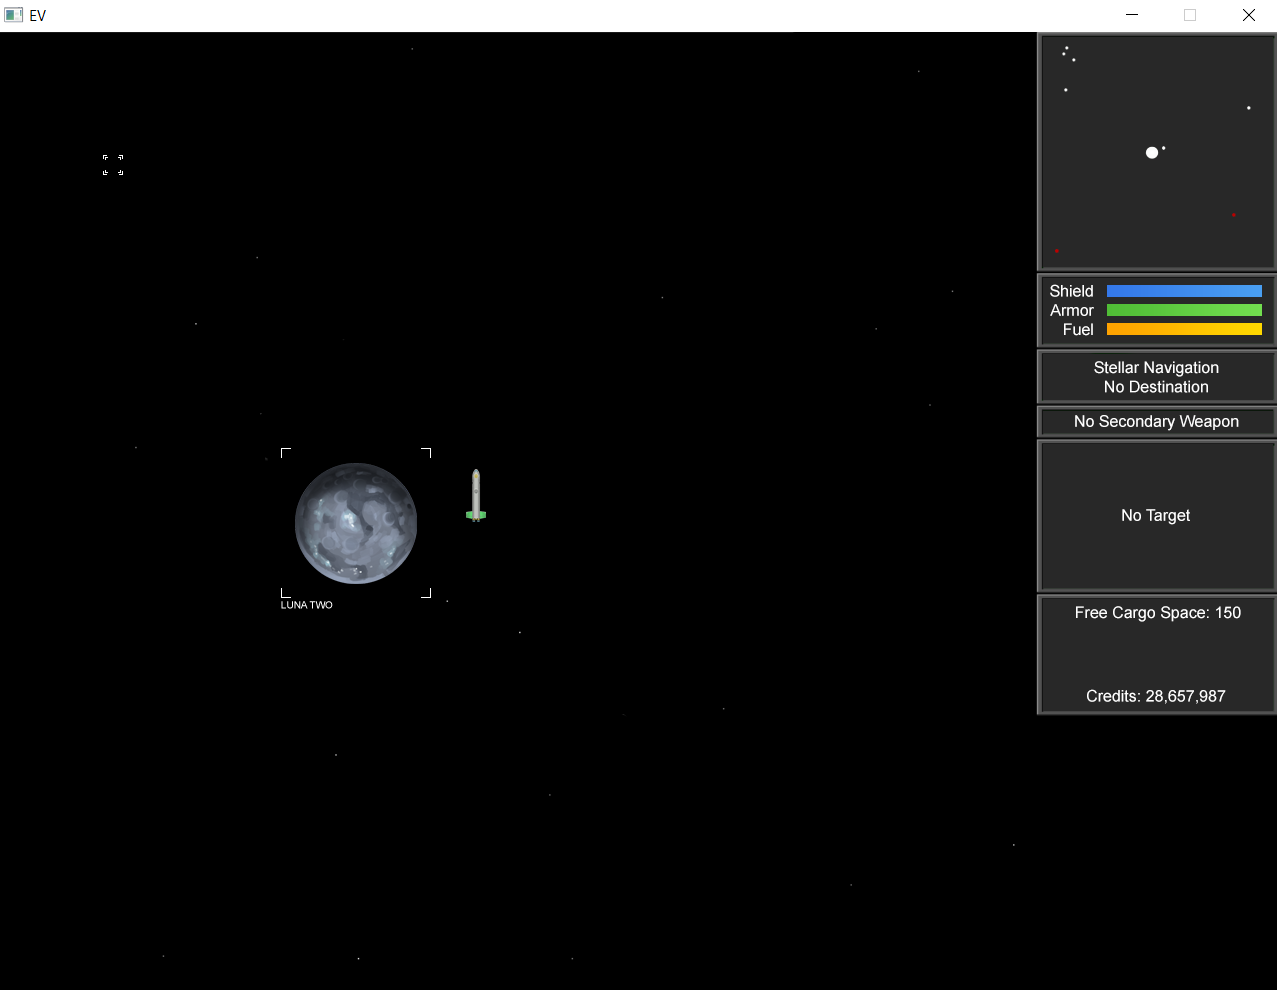 EV
Shield
Armor
Fuel
Stellar Navigation
No Destination
No Secondary Weapon
No Target
LUNA TWO
Free Cargo Space: 150
Credits: 28,657,987